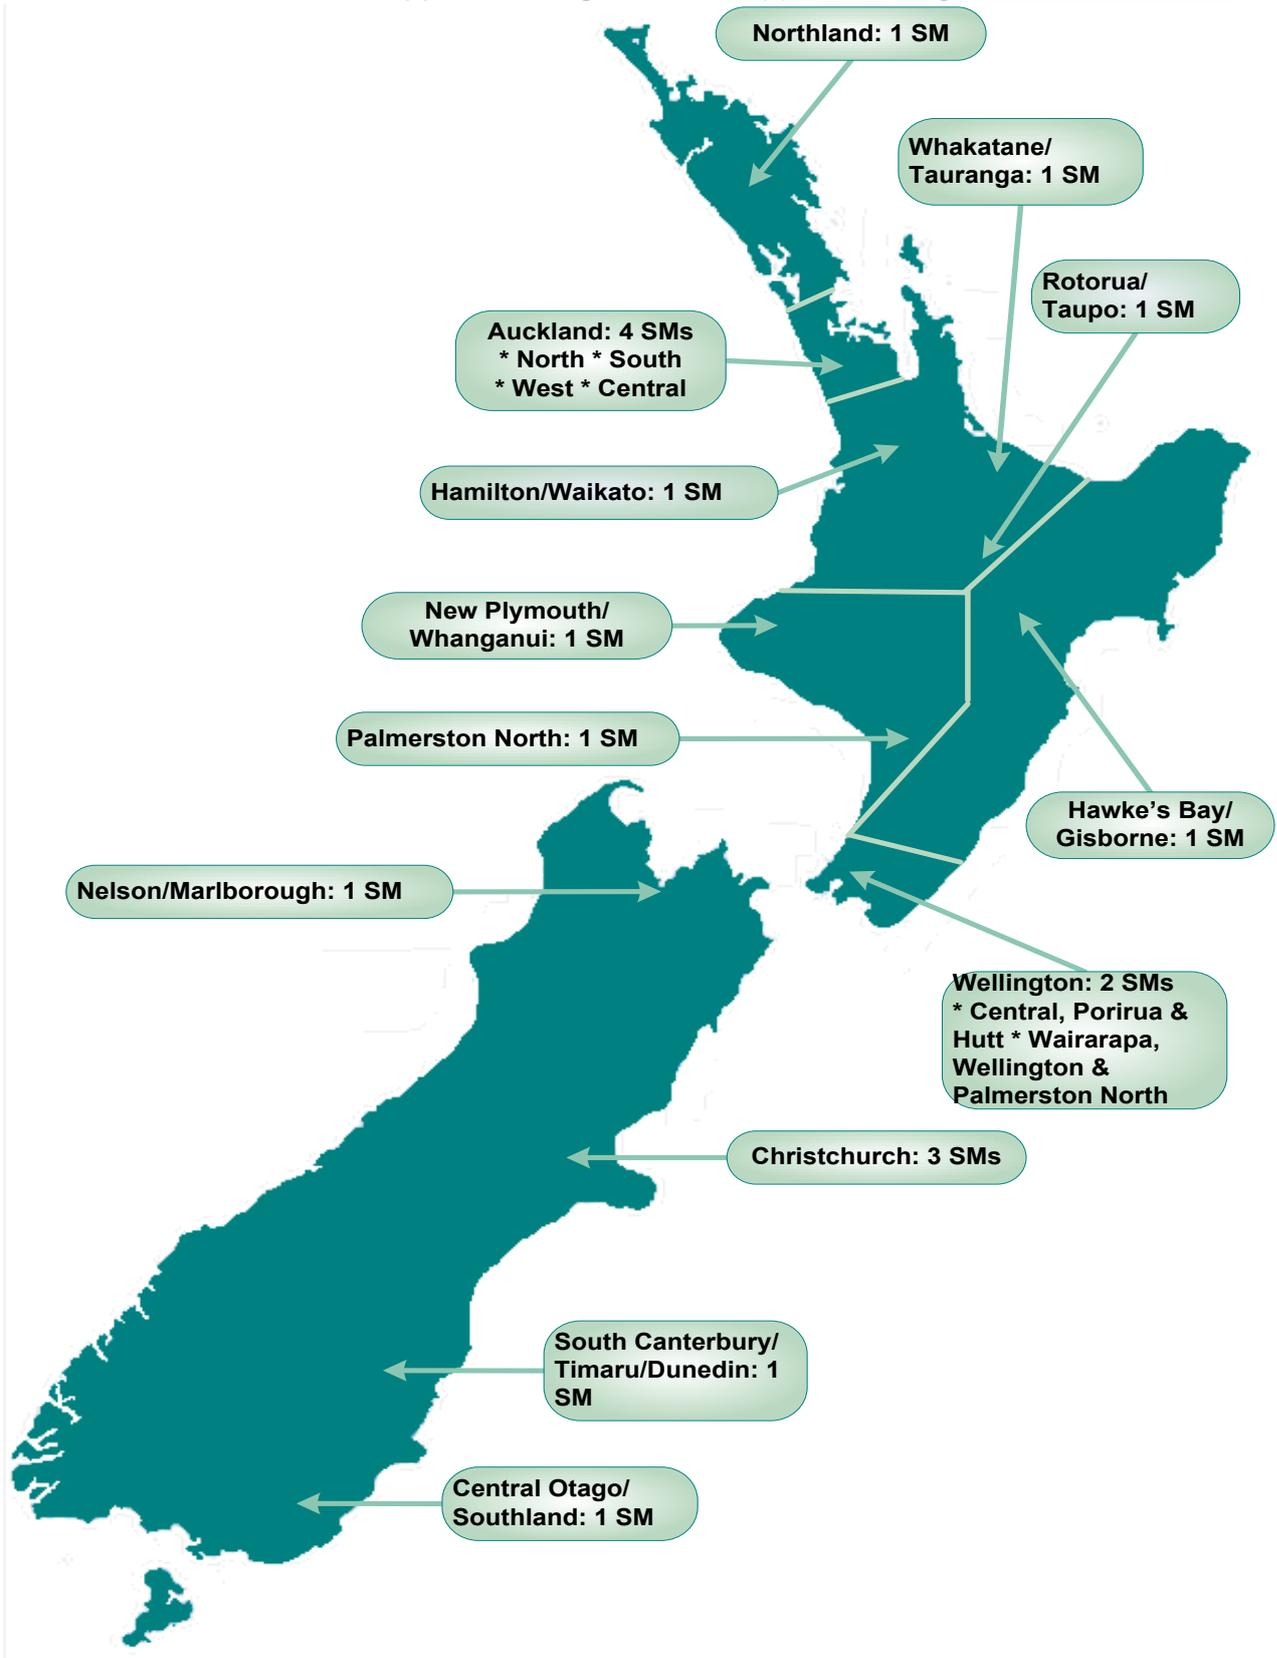 Northland: 1 SM
Whakatane/
Tauranga: 1 SM
Rotorua/
Taupo: 1 SM
Auckland: 4 SMs
* North * South
* West * Central
Hamilton/Waikato: 1 SM
New Plymouth/
Whanganui: 1 SM
Palmerston North: 1 SM
Hawke’s Bay/
Gisborne: 1 SM
Nelson/Marlborough: 1 SM
Wellington: 2 SMs
* Central, Porirua &
Hutt * Wairarapa,
Wellington &
Palmerston North
Christchurch: 3 SMs
South Canterbury/
Timaru/Dunedin: 1
SM
Central Otago/
Southland: 1 SM